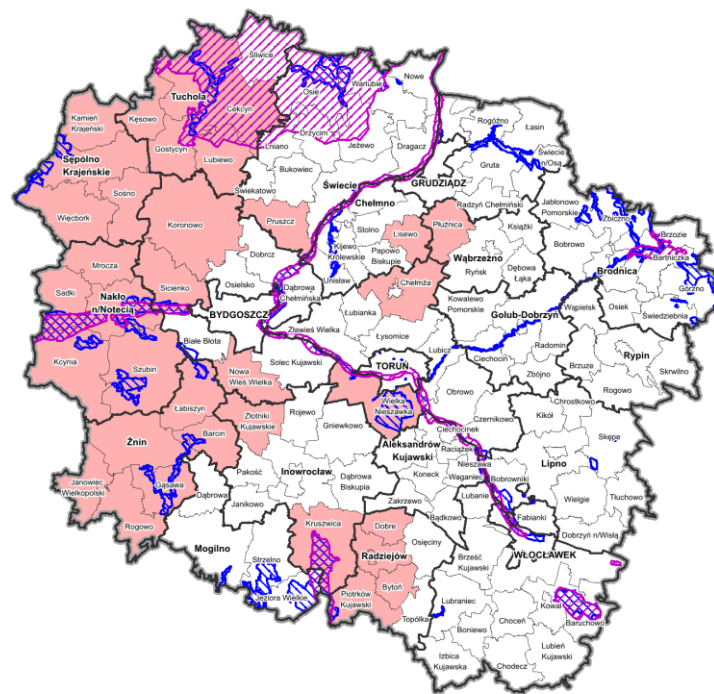 Śliwice
Nowe
Osie
Warlubie
Tuchola
Cekcyn
Kamień
Krajeński
Kęsowo
Rogóźno
Łasin
Drzycim
Gostycyn
Lniano
Jeżewo
Dragacz
Sępólno
Krajeńskie
Lubiewo
Bukowiec
Gruta
Świecie
n/Osą
Świekatowo
Świecie
GRUDZIĄDZ
Sośno
Chełmno
Radzyń Chełmiński
Jabłonowo
Pomorskie
Zbiczno
Brzozie
Więcbork
Koronowo
Pruszcz
Stolno
Lisewo
Płużnica
Książki
Bartniczka
Kijewo
Królewskie
Papowo
Biskupie
Wąbrzeźno
Bobrowo
Mrocza
Dobrcz
Ryńsk
Dębowa
Łąka
Brodnica
Górzno
Sadki
Sicienko
Osielsko
Unisław
Chełmża
Nakło
n/Notecią
Dąbrowa
Chełmińska
Kowalewo
Pomorskie
Golub-Dobrzyń
Wąpielsk
Osiek
Świedziebnia
BYDGOSZCZ
Zławieś Wielka
Łubianka
Łysomice
Białe Błota
Radomin
Rypin
Kcynia
Szubin
Solec Kujawski
TORUŃ
Lubicz
Ciechocin
Zbójno
Brzuze
Skrwilno
Nowa
Wieś Wielka
Rogowo
Łabiszyn
Wielka
Nieszawka
Obrowo
Chrostkowo
Złotniki
Kujawskie
Rojewo
Gniewkowo
Czernikowo
Kikół
Żnin
Barcin
Ciechocinek
Skępe
Aleksandrów
Kujawski
Raciążek
Lipno
Janowiec
Wielkopolski
Gąsawa
Pakość
Inowrocław
Nieszawa
Koneck
Waganiec
Bobrowniki
Dąbrowa
Dąbrowa
Biskupia
Wielgie
Tłuchowo
Rogowo
Janikowo
Zakrzewo
Lubanie
Fabianki
Kruszwica
Dobre
Bądkowo
Dobrzyń n/Wisłą
Mogilno
Osięciny
Strzelno
Radziejów
Brześć
Kujawski
WŁOCŁAWEK
Bytoń
Jeziora Wielkie
Piotrków
Kujawski
Lubraniec
Kowal
Topólka
Choceń
Baruchowo
Boniewo
Izbica
Kujawska
Chodecz
Lubień
Kujawski